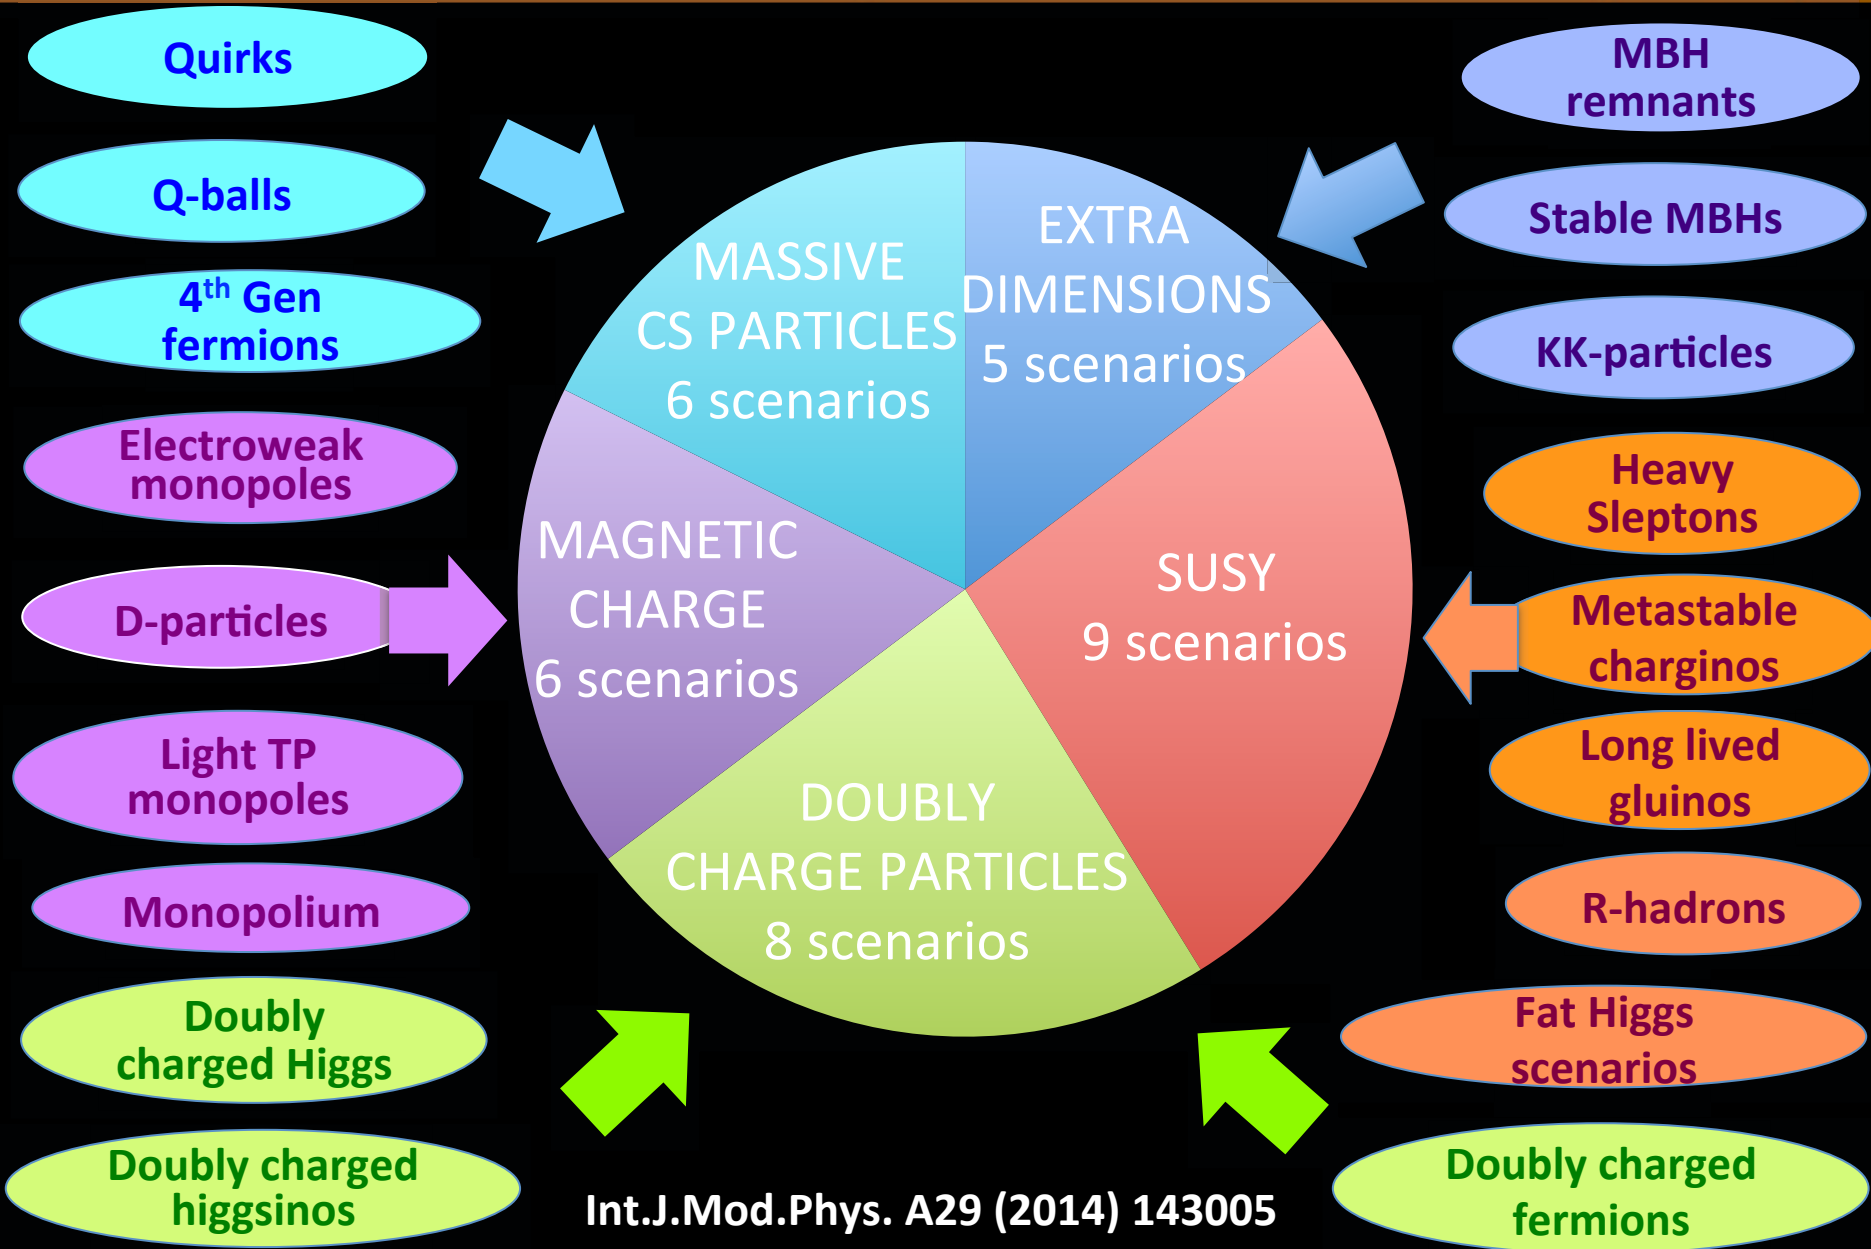 Quirks
Q-balls
4th Gen
fermions
Electroweak
monopoles
D-particles
Light TP
monopoles
Monopolium
Doubly
charged Higgs
Doubly charged
higgsinos
MASSIVE
CS PARTICLES
6 scenarios
EXTRA
DIMENSIONS
5 scenarios
MAGNETIC
CHARGE
6 scenarios
SUSY
9 scenarios
DOUBLY
CHARGE PARTICLES
8 scenarios
Int.J.Mod.Phys. A29 (2014) 143005
MBH
remnants
Stable MBHs
KK-particles
Heavy
Sleptons
Metastable
charginos
Long lived
gluinos
R-hadrons
Fat Higgs
scenarios
Doubly charged
fermions